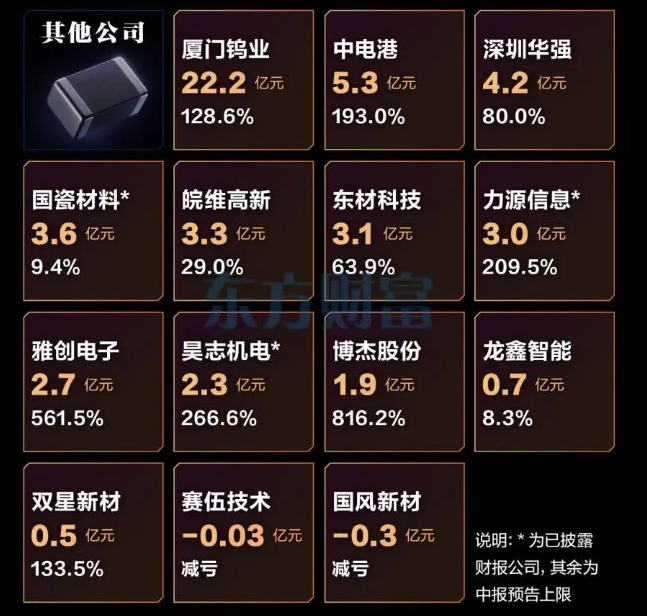 其他公司
厦门钨业
22.2 亿元
128.6%
中电港
5.3 亿元
193.0%
深圳华强
4.2 亿元
80.0%
国瓷材料*
3.6 亿元
9.4%
皖维高新
3.3 亿元
29.0%
东材科技
3.1 亿元
63.9%
力源信息*
3.0 亿元
209.5%
东方财富
雅创电子
2.7 亿元
561.5%
昊志机电*
2.3 亿元
266.6%
博杰股份
1.9 亿元
816.2%
龙鑫智能
0.7 亿元
8.3%
双星新材
0.5 亿元
133.5%
赛伍技术
-0.03 亿元
减亏
国风新材
-0.3 亿元
减亏
说明: * 为已披露
财报公司, 其余为
中报预告上限